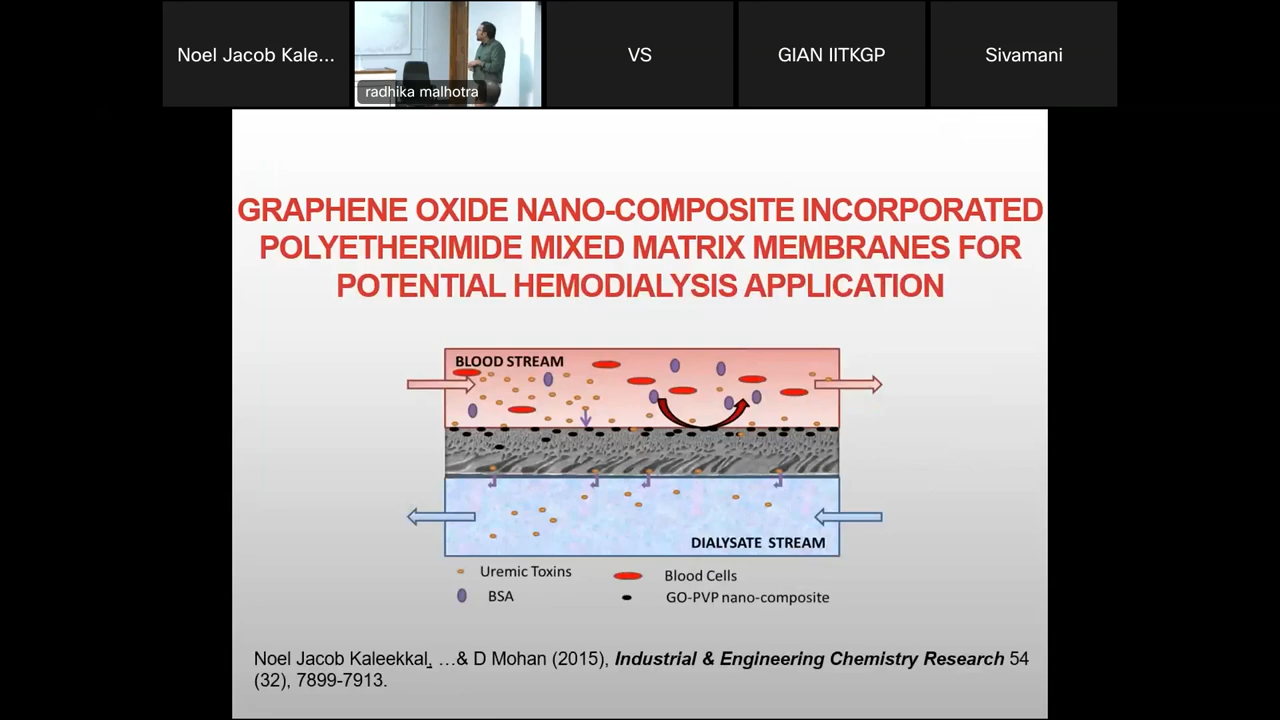 Noel Jacob Kale...
radhika malhotra
VS
GIAN IITKGP
Sivamani
GRAPHENE OXIDE NANO-COMPOSITE INCORPORATED
POLYETHERIMIDE MIXED MATRIX MEMBRANES FOR
POTENTIAL HEMODIALYSIS APPLICATION
BLOOD STREAM
DIALYSATE STREAM
Uremic Toxins
Blood Cells
BSA
GO-PVP nano-composite
Noel Jacob Kaleekkal, ...& D Mohan (2015), Industrial & Engineering Chemistry Research 54
(32), 7899-7913.